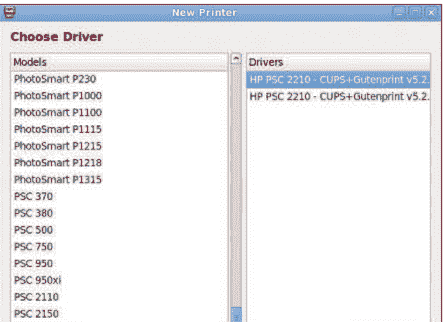 New Printer
Choose Driver
Models
Drivers
PhotoSmart P230
HP PSC 2210 - CUPS+Gutenprint v5.2.
PhotoSmart P1000
HP PSC 2210 - CUPS+Gutenprint v5.2.
PhotoSmart P1100
PhotoSmart P1115
PhotoSmart P1215
PhotoSmart P1218
PhotoSmart P1315
PSC 370
PSC 380
PSC 500
PSC 750
PSC 950
PSC 950xi
PSC 2110
PSC 2150